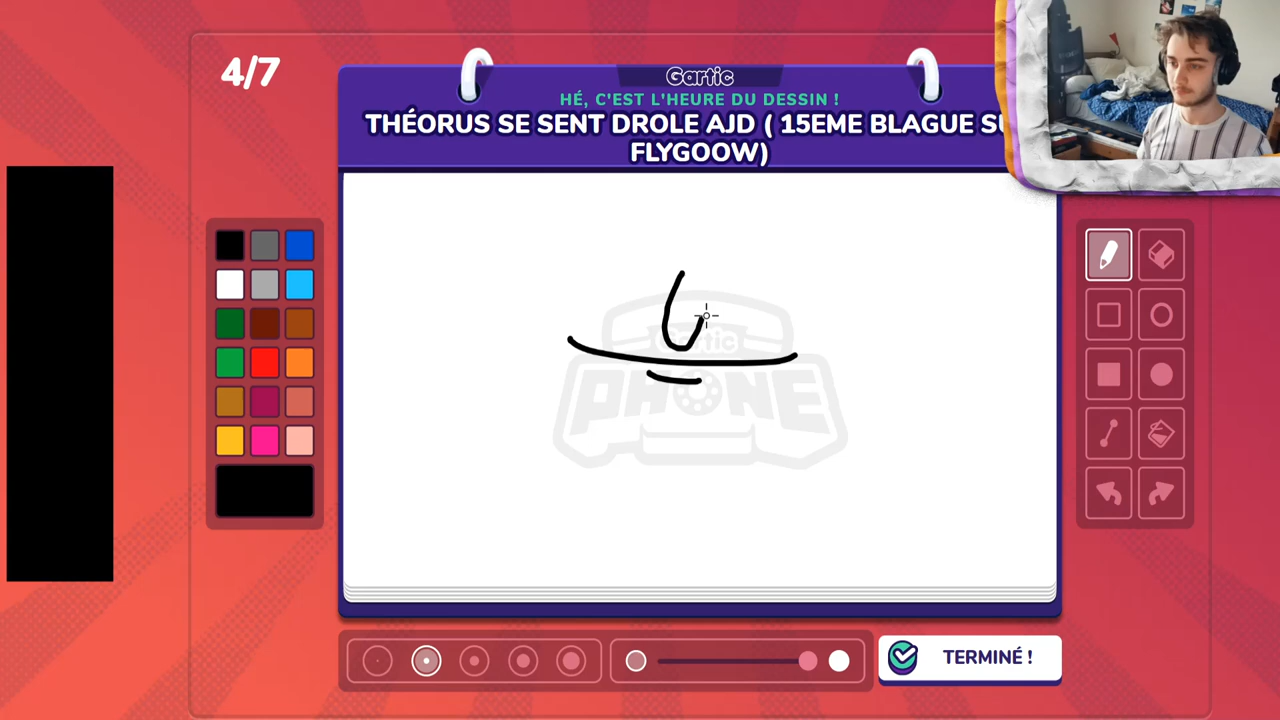 4/7
Gartic
HÉ, C'EST L'HEURE DU DESSIN !
THÉORUS SE SENT DROLE AJD ( 15EME BLAGUE SU
FLYGOOW)
Gartic
PHONE
TERMINÉ !